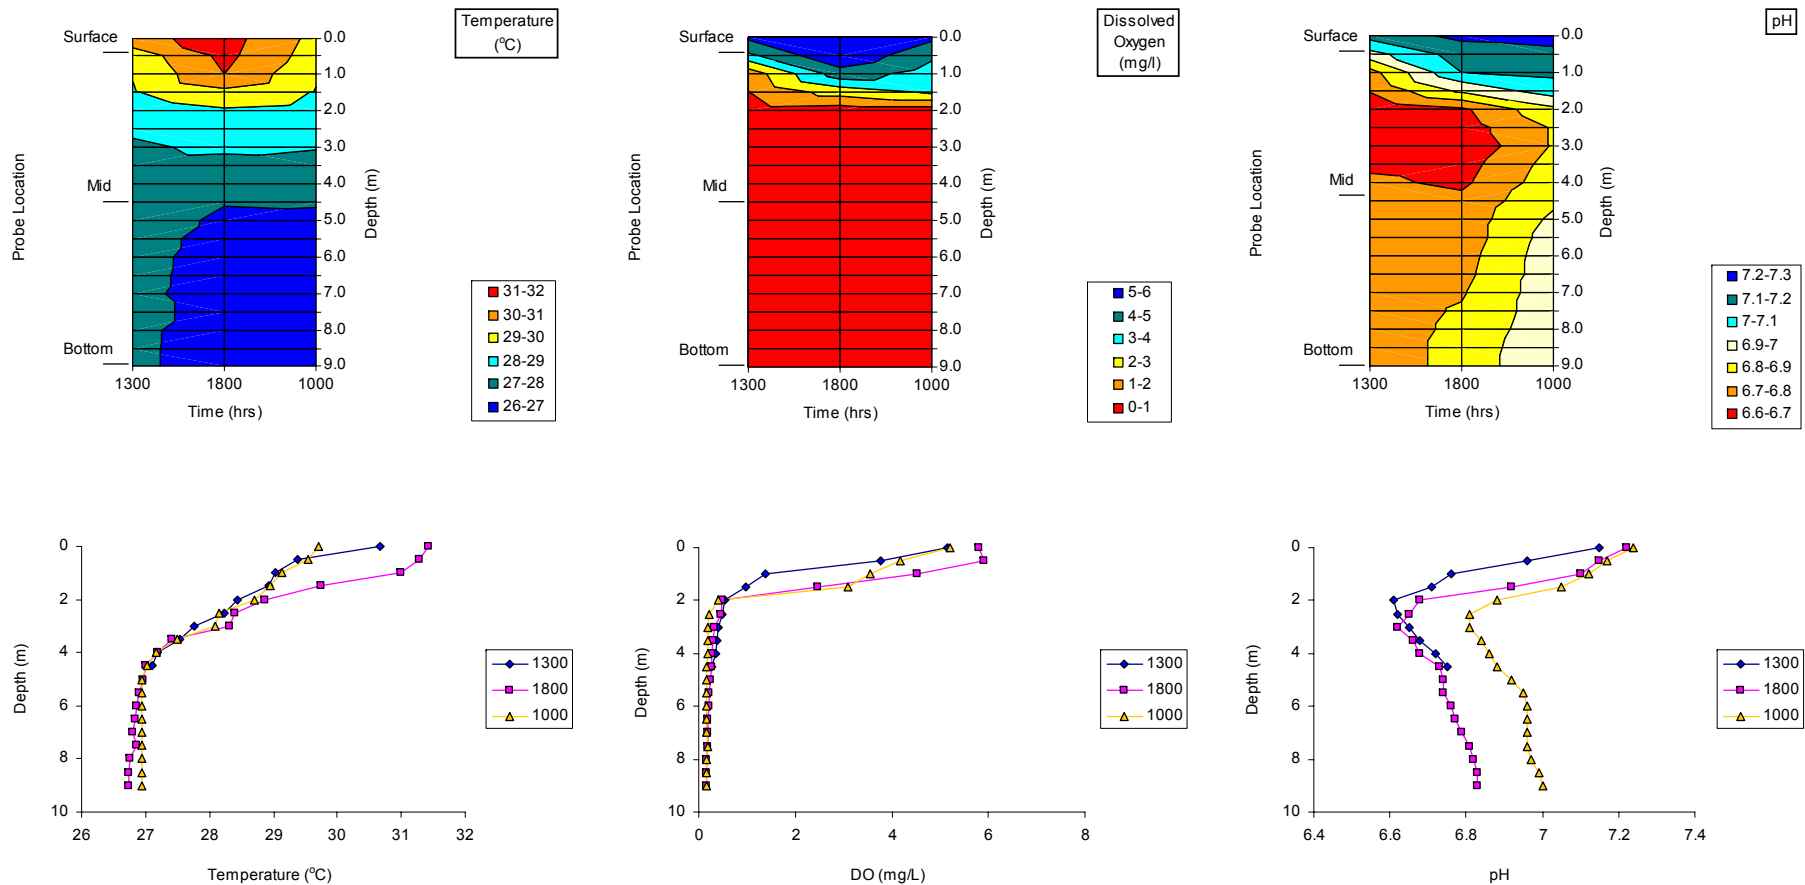 Temperature
(°C)
Surface
Mid
Bottom
Probe Location
0.0
1.0
2.0
3.0
4.0
5.0
6.0
7.0
8.0
9.0
Depth (m)
1300 1800 1000
Time (hrs)
31-32
30-31
29-30
28-29
27-28
26-27
Dissolved
Oxygen
(mg/l)
Surface
Mid
Bottom
Probe Location
0.0
1.0
2.0
3.0
4.0
5.0
6.0
7.0
8.0
9.0
Depth (m)
1300 1800 1000
Time (hrs)
5-6
4-5
3-4
2-3
1-2
0-1
pH
Surface
Mid
Bottom
Probe Location
0.0
1.0
2.0
3.0
4.0
5.0
6.0
7.0
8.0
9.0
Depth (m)
1300 1800 1000
Time (hrs)
7.2-7.3
7.1-7.2
7-7.1
6.9-7
6.8-6.9
6.7-6.8
6.6-6.7
0
2
4
6
8
10
Depth (m)
26 27 28 29 30 31 32
Temperature (°C)
1300
1800
1000
0
2
4
6
8
10
Depth (m)
0 2 4 6 8
DO (mg/L)
1300
1800
1000
0
2
4
6
8
10
Depth (m)
6.4 6.6 6.8 7 7.2 7.4
pH
1300
1800
1000